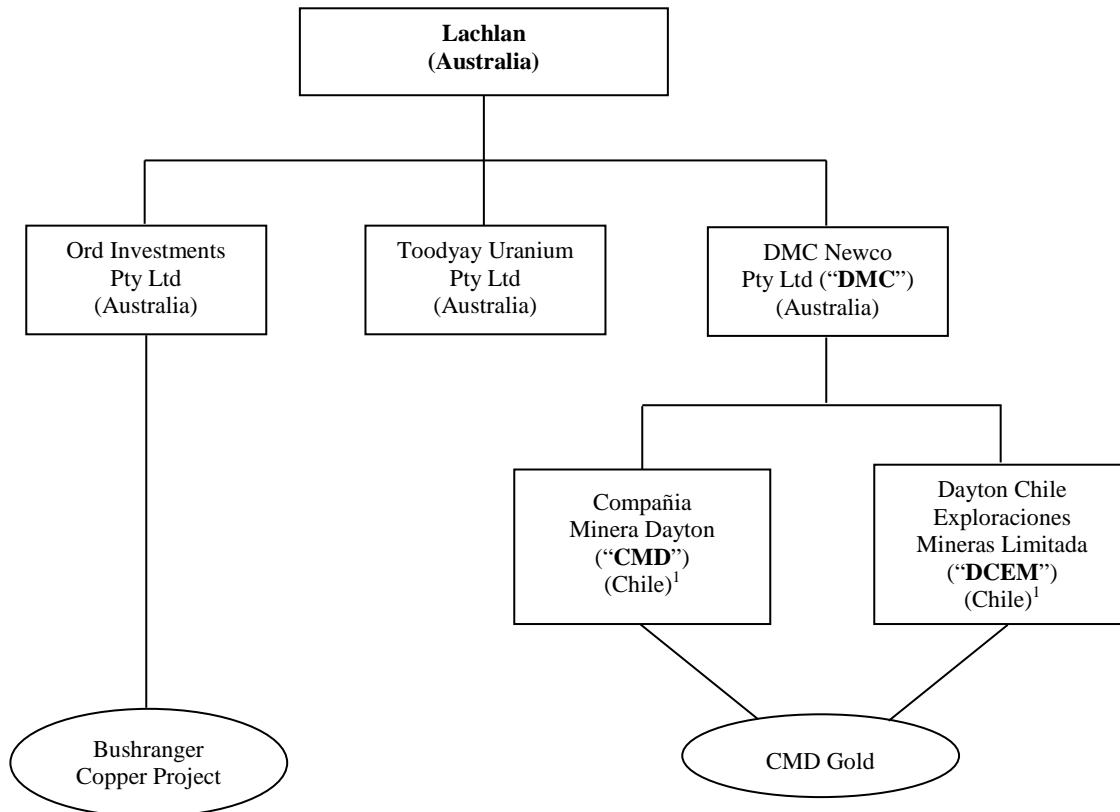 Lachlan
(Australia)
Ord Investments
Pty Ltd
(Australia)
Toodyay Uranium
Pty Ltd
(Australia)
DMC Newco
Pty Ltd (“DMC”)
(Australia)
Compañia
Minera Dayton
(“CMD”)
(Chile)¹
Dayton Chile
Exploraciones
Mineras Limitada
(“DCEM”)
(Chile)¹
Bushranger
Copper Project
CMD Gold